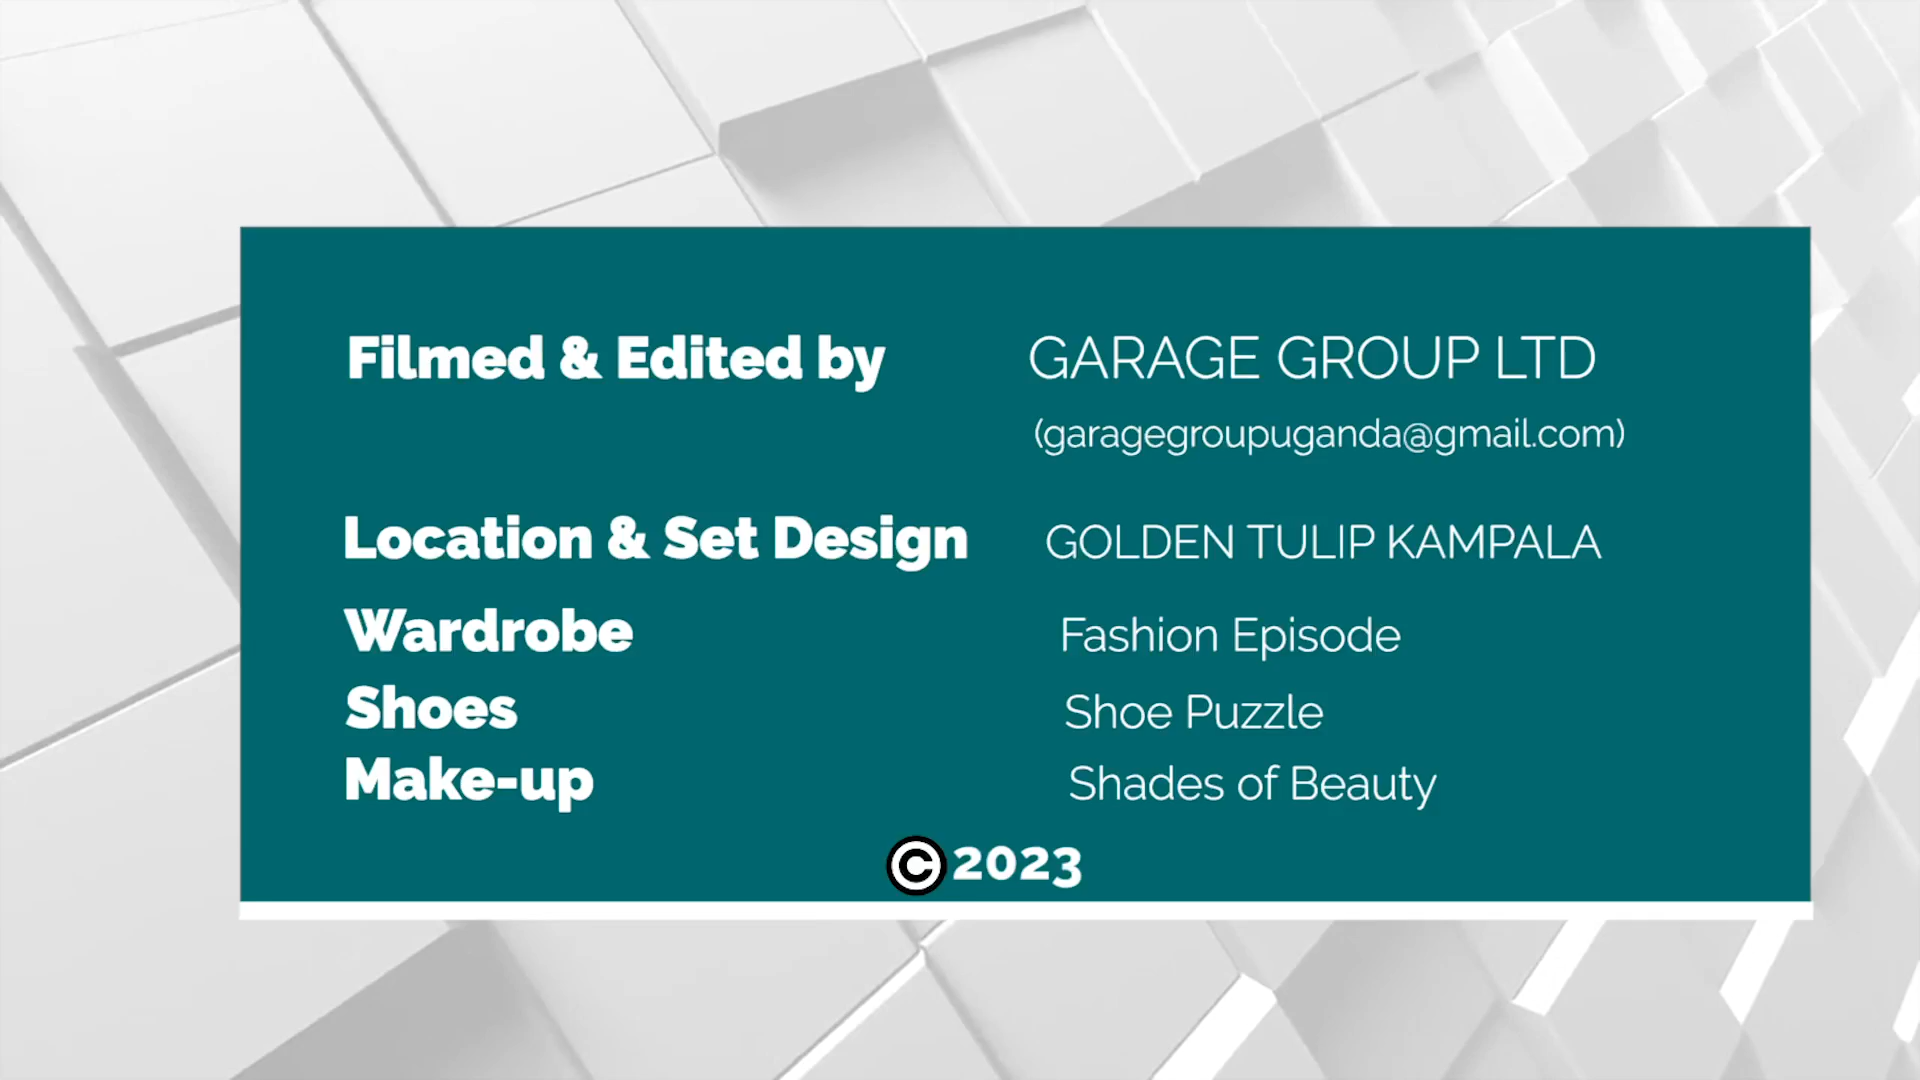 Filmed & Edited by GARAGE GROUP LTD
(garagegroupuganda@gmail.com)
Location & Set Design GOLDEN TULIP KAMPALA
Wardrobe Fashion Episode
Shoes Shoe Puzzle
Make-up Shades of Beauty
© 2023